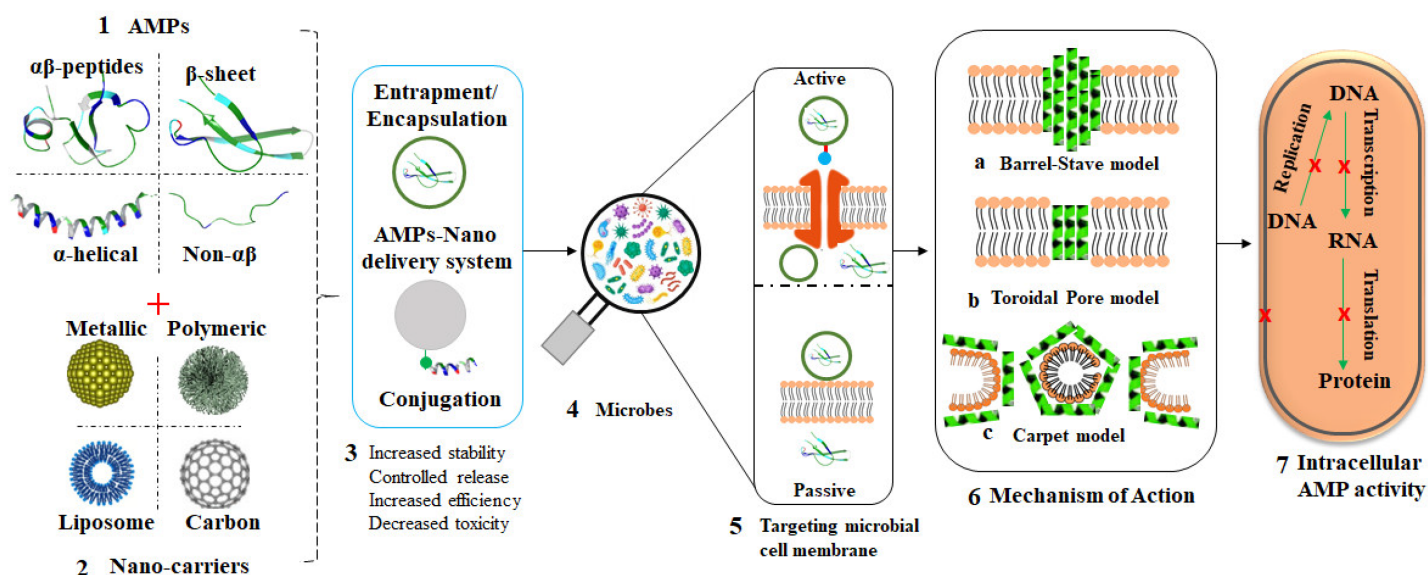 1 AMPs
αβ-peptides
β-sheet
α-helical
Non-αβ
+
Metallic
Polymeric
Liposome
Carbon
2 Nano-carriers
Entrapment/
Encapsulation
AMPs-Nano
delivery system
Conjugation
3 Increased stability
Controlled release
Increased efficiency
Decreased toxicity
4 Microbes
Active
Passive
5 Targeting microbial
cell membrane
a Barrel-Stave model
b Toroidal Pore model
c Carpet model
6 Mechanism of Action
DNA
Replication
X
Transcription
X
DNA
RNA
X
Translation
X
Protein
7 Intracellular
AMP activity